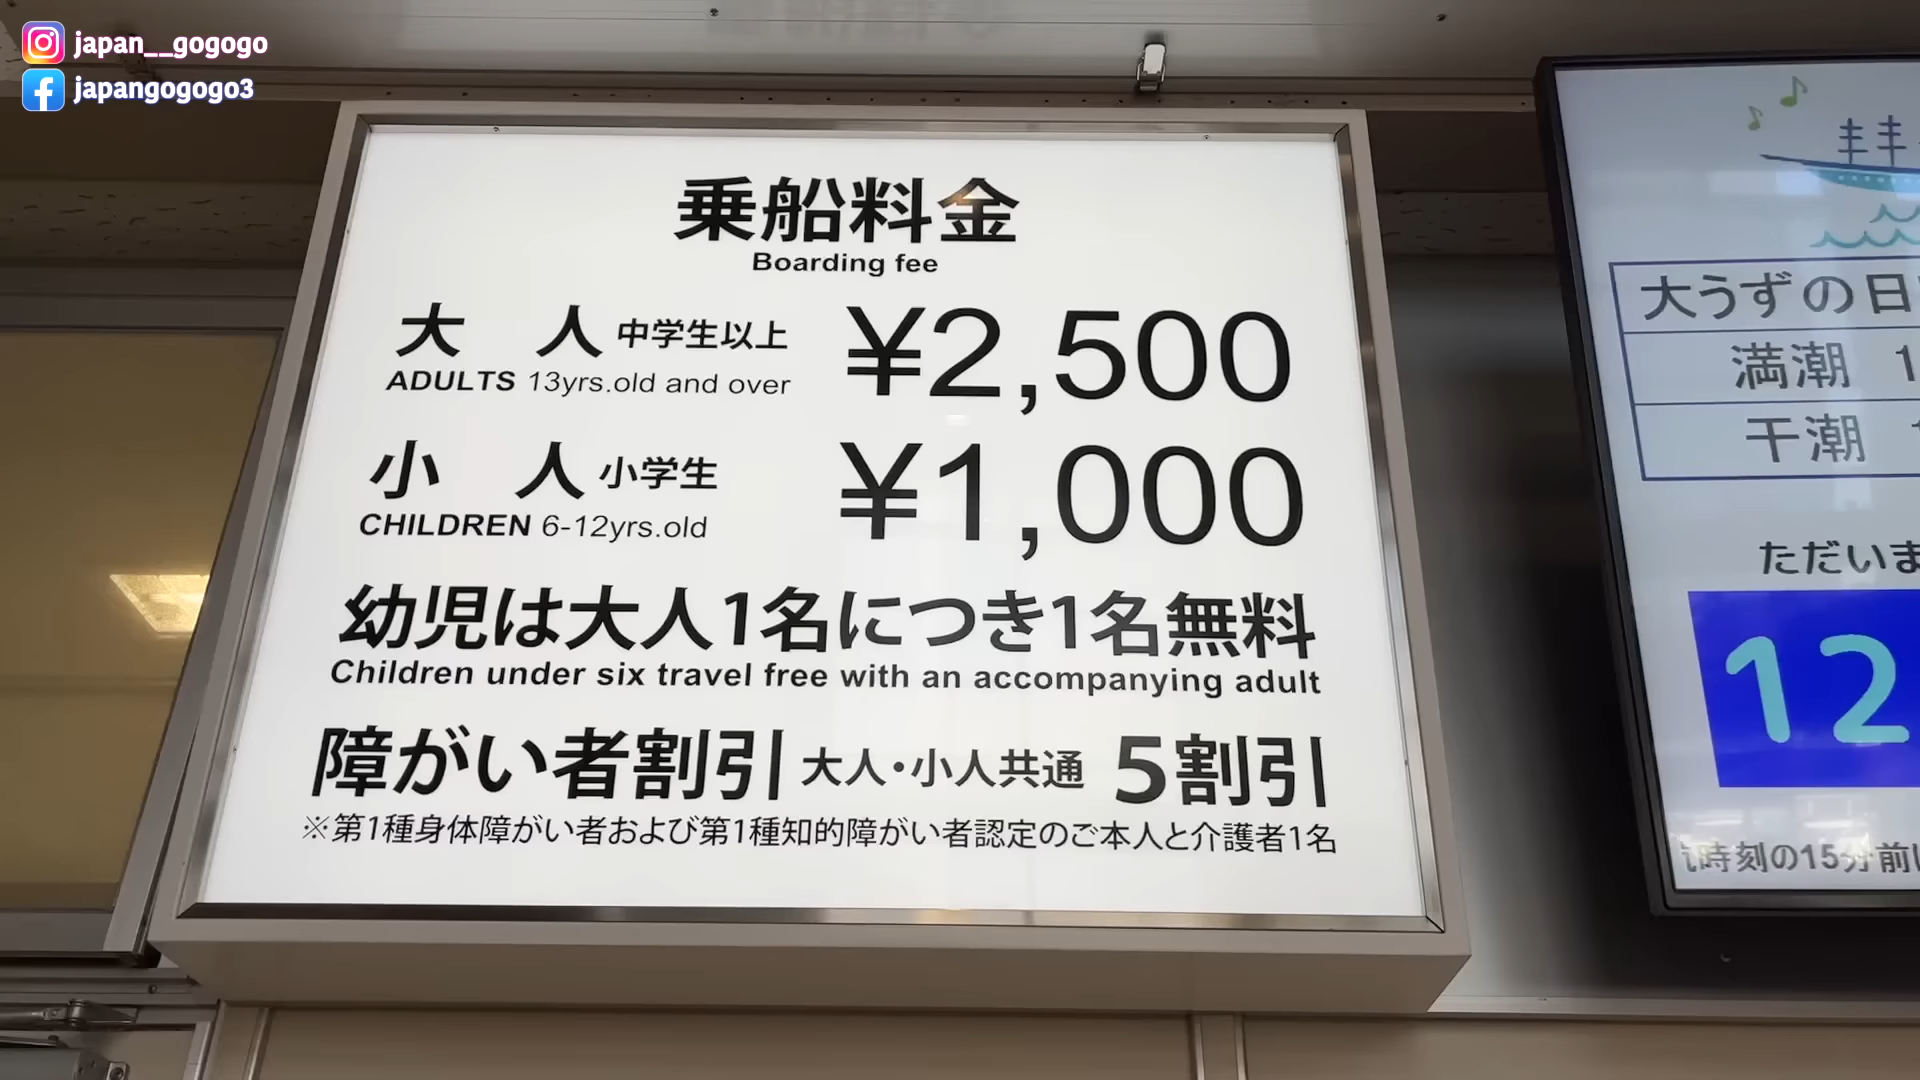 japan__gogogo
japangogogo3
乗船料金
Boarding fee
大 人 中学生以上 ¥2,500
ADULTS 13yrs.old and over
小 人 小学生 ¥1,000
CHILDREN 6-12yrs.old
幼児は大人1名につき1名無料
Children under six travel free with an accompanying adult
障がい者割引 大人・小人共通 5割引
※第1種身体障がい者および第1種知的障がい者認定のご本人と介護者1名
大うずの日
満潮 1
干潮
ただいま
12
時刻の15分前